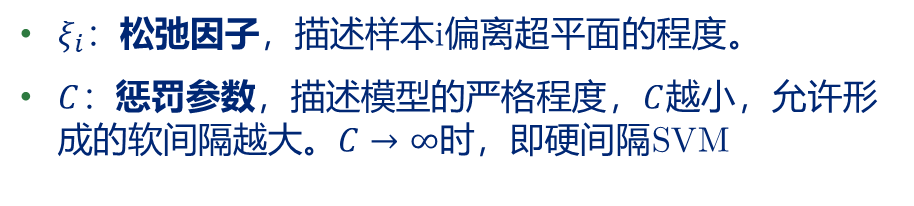 • ξᵢ：松弛因子，描述样本i偏离超平面的程度。
• C：惩罚参数，描述模型的严格程度，C越小，允许形
成的软间隔越大。C → ∞时，即硬间隔SVM